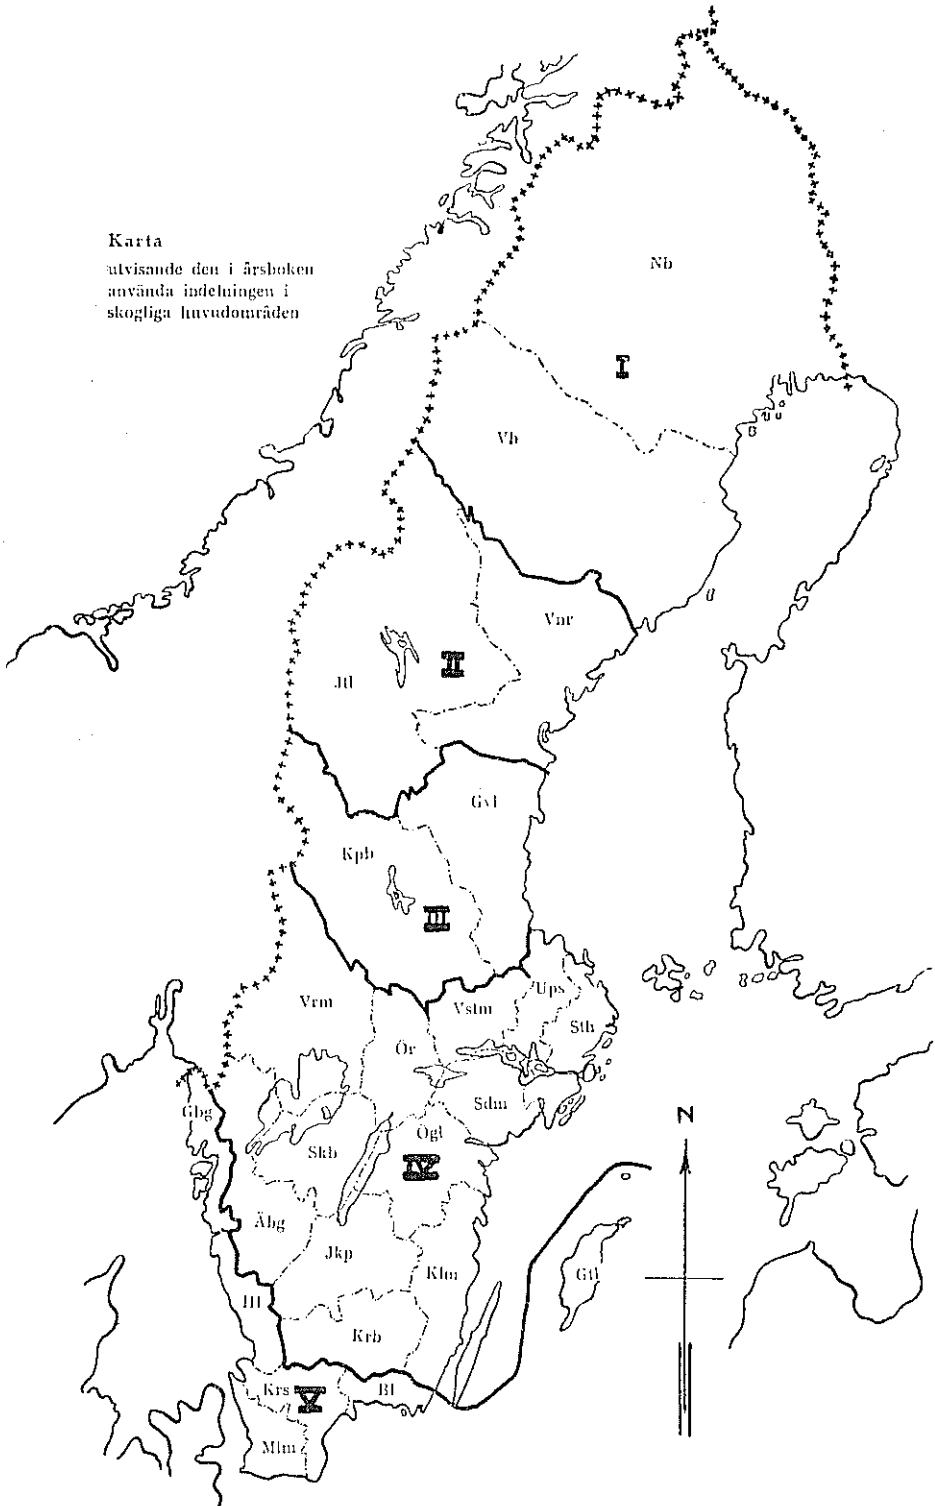 Karta
utvisande den i årsboken
använda indelningen i
skogliga huvudområden
Nb
I
Vb
Vnr
II
Jtl
Gvl
Kpb
III
Vrm
Vstm
Ups
Sth
Ör
Gbg
Sdm
Skb
Ögl
IV
N
Äbg
Jkp
Klm
Gtl
Hl
Krb
Krs
V
Bl
Mlm